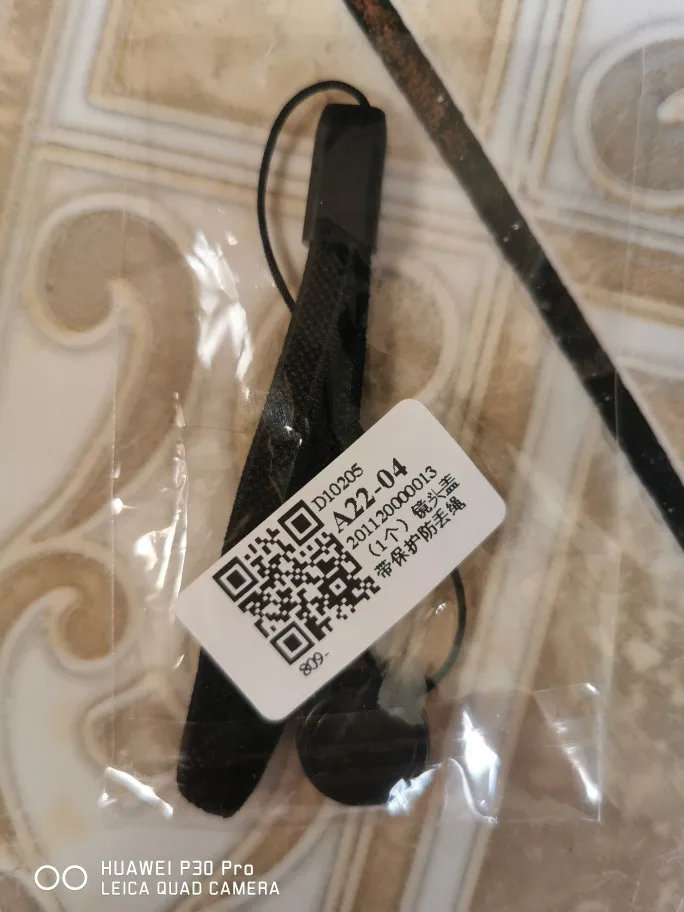 D10205
A22-04
201120000013
(1个) 镜头盖
带保护防丢绳
809-
HUAWEI P30 Pro
LEICA QUAD CAMERA